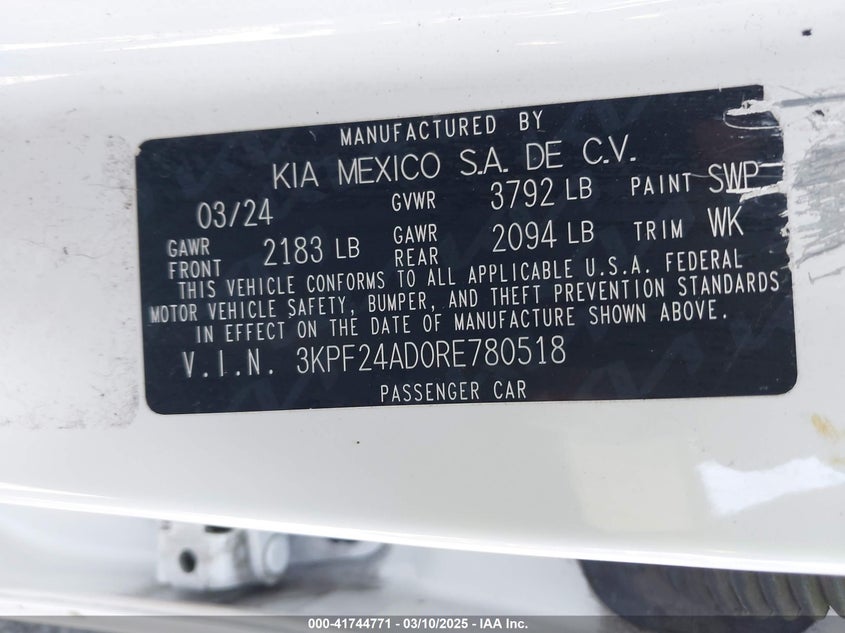 MANUFACTURED BY
KIA MEXICO S.A. DE C.V.
03/24 GVWR 3792 LB PAINT SWP
GAWR FRONT 2183 LB GAWR REAR 2094 LB TRIM WK
THIS VEHICLE CONFORMS TO ALL APPLICABLE U.S.A. FEDERAL
MOTOR VEHICLE SAFETY, BUMPER, AND THEFT PREVENTION STANDARDS
IN EFFECT ON THE DATE OF MANUFACTURE SHOWN ABOVE.
V.I.N. 3KPF24AD0RE780518
PASSENGER CAR
000-41744771 — 03/10/2025 — IAA Inc.